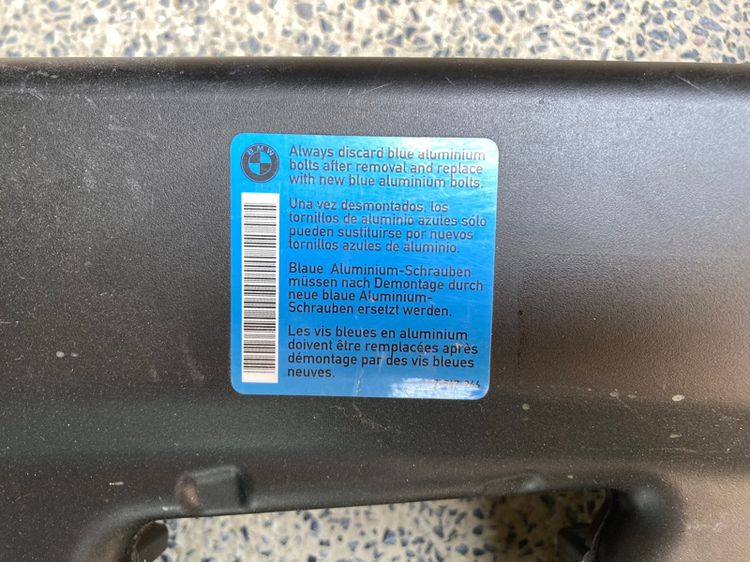 BMW
Always discard blue aluminium
bolts after removal and replace
with new blue aluminium bolts.
Una vez desmontados, los
tornillos de aluminio azules sólo
pueden sustituirse por nuevos
tornillos azules de aluminio.
Blaue Aluminium-Schrauben
müssen nach Demontage durch
neue blaue Aluminium-
Schrauben ersetzt werden.
Les vis bleues en aluminium
doivent être remplacées après
démontage par des vis bleues
neuves.